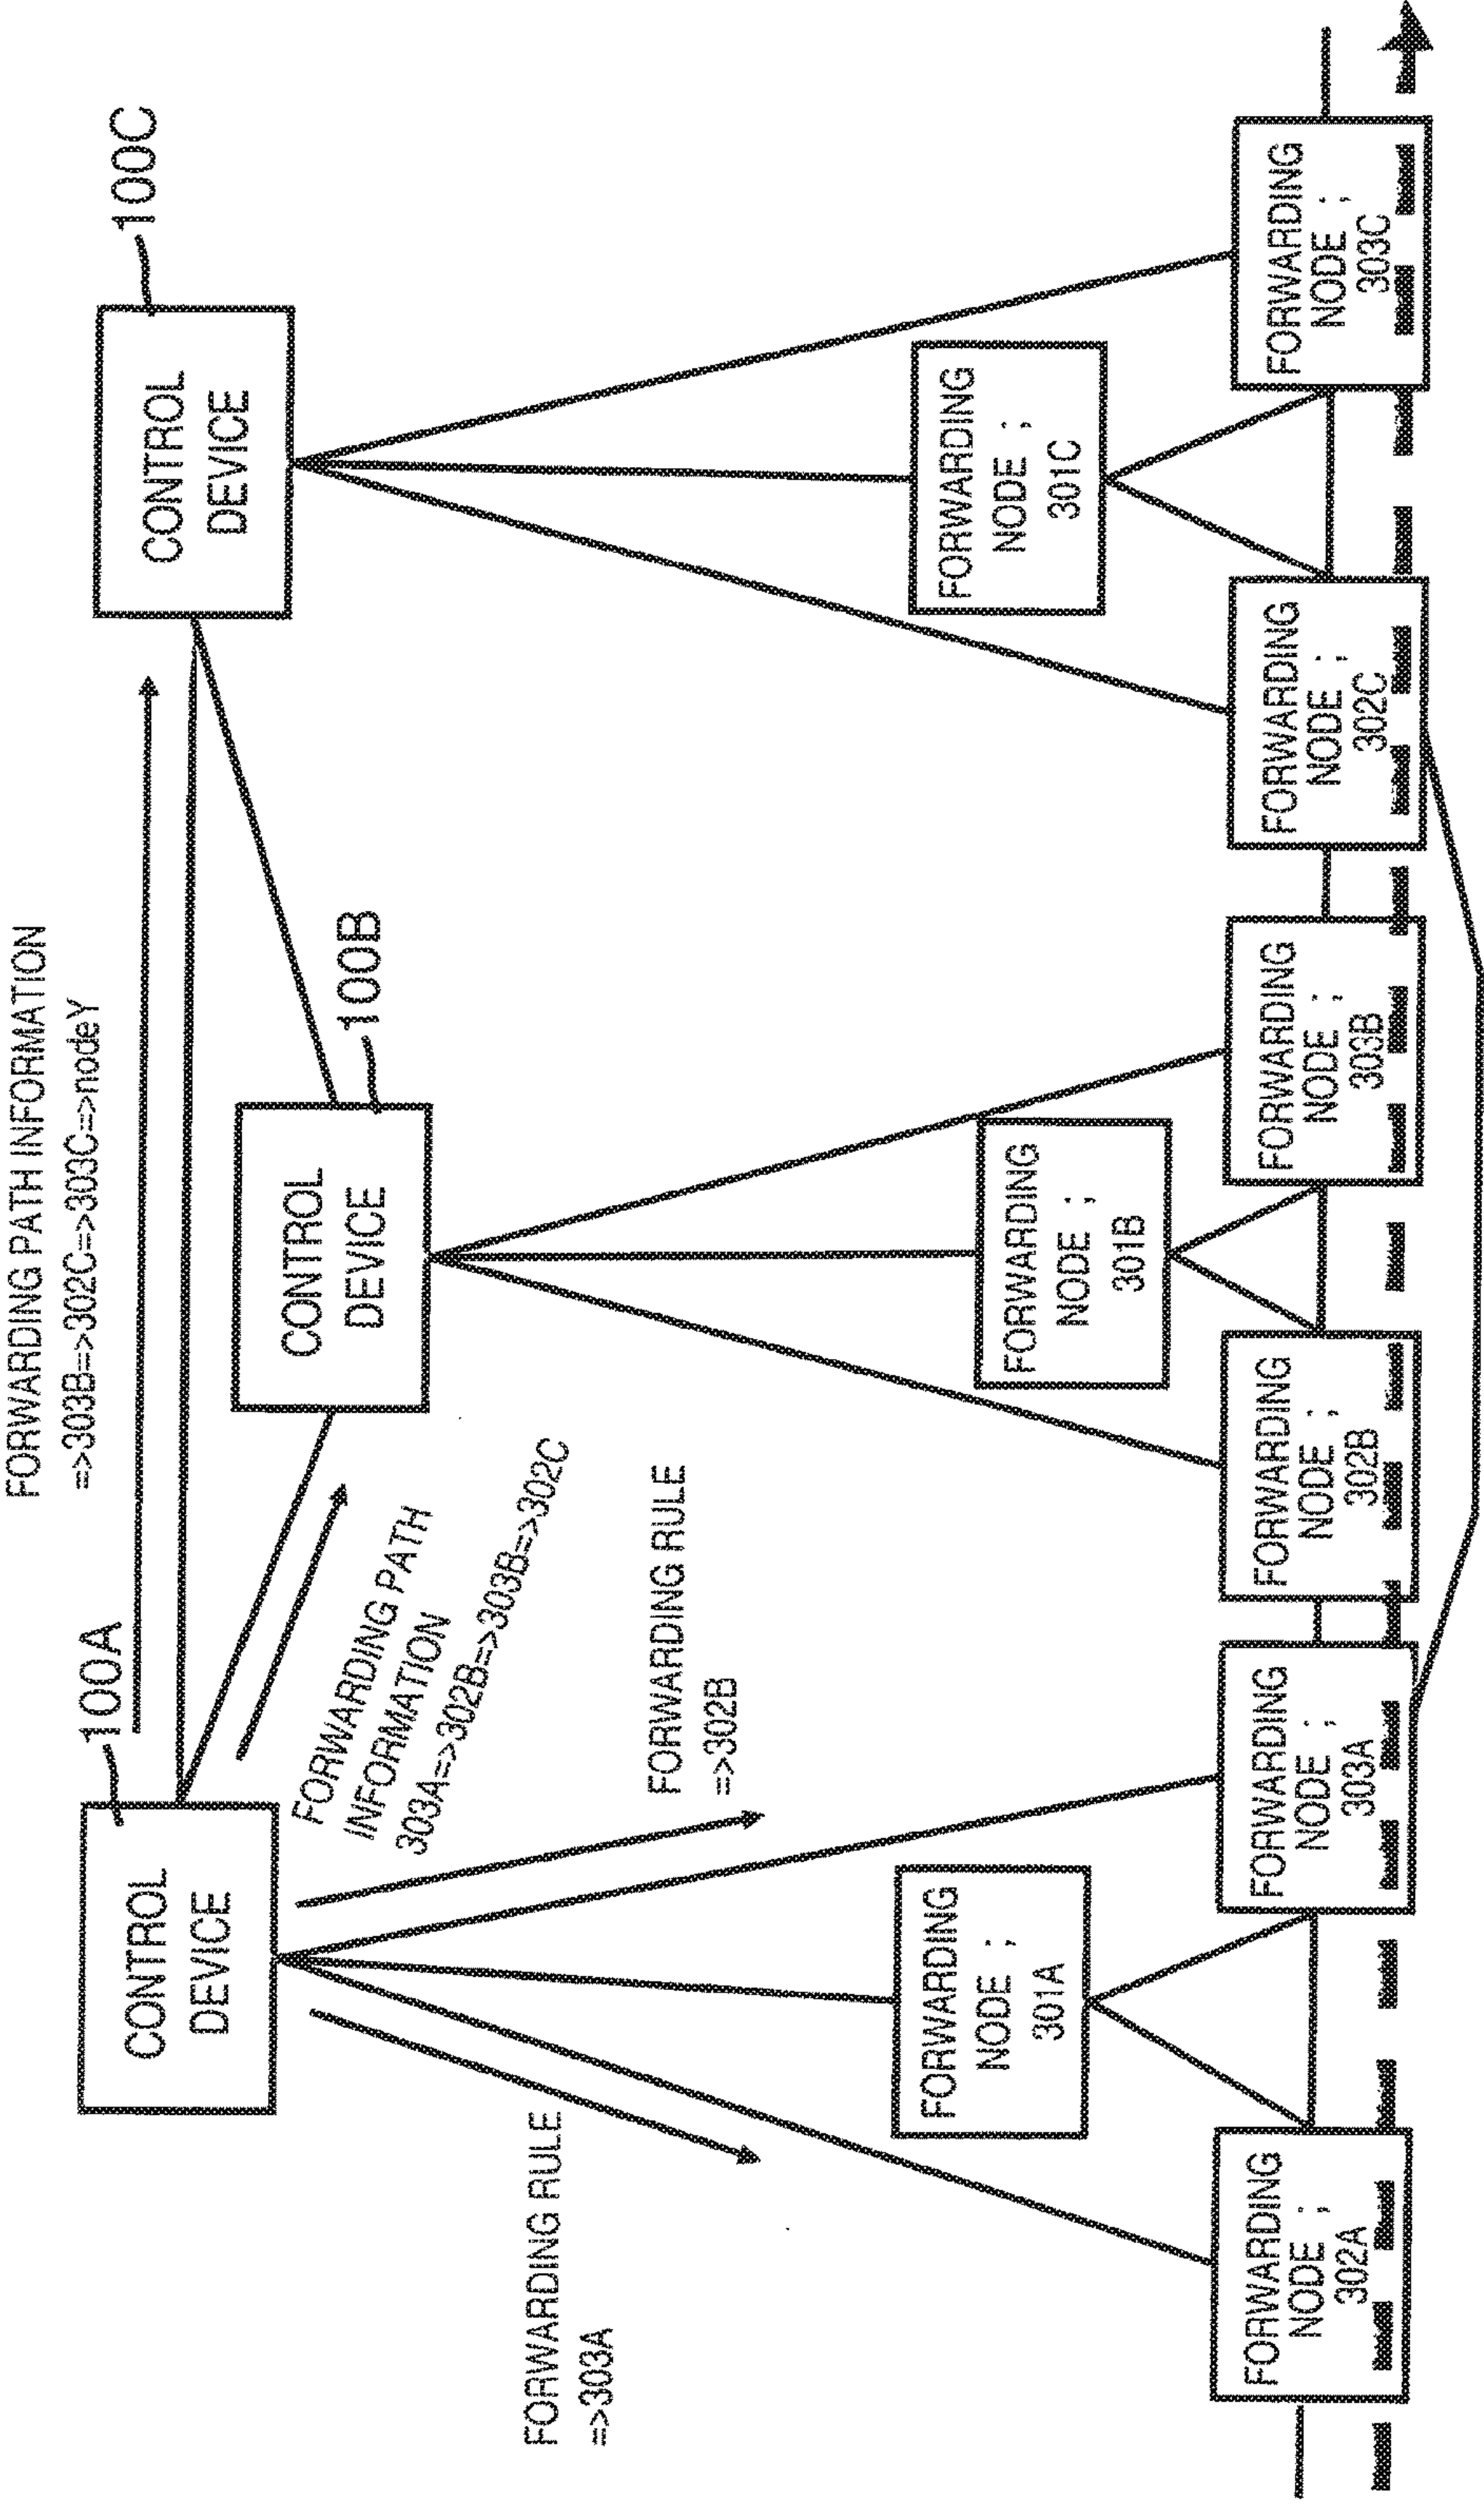 FORWARDING PATH INFORMATION
=>303B=>302C=>303C=>nodeY
100A
100B
100C
CONTROL
DEVICE
CONTROL
DEVICE
CONTROL
DEVICE
FORWARDING PATH
INFORMATION
303A=>302B=>303B=>302C
FORWARDING RULE
=>303A
FORWARDING RULE
=>302B
FORWARDING
NODE ;
301A
FORWARDING
NODE ;
301B
FORWARDING
NODE ;
301C
FORWARDING
NODE ;
302A
FORWARDING
NODE ;
303A
FORWARDING
NODE ;
302B
FORWARDING
NODE ;
303B
FORWARDING
NODE ;
302C
FORWARDING
NODE ;
303C